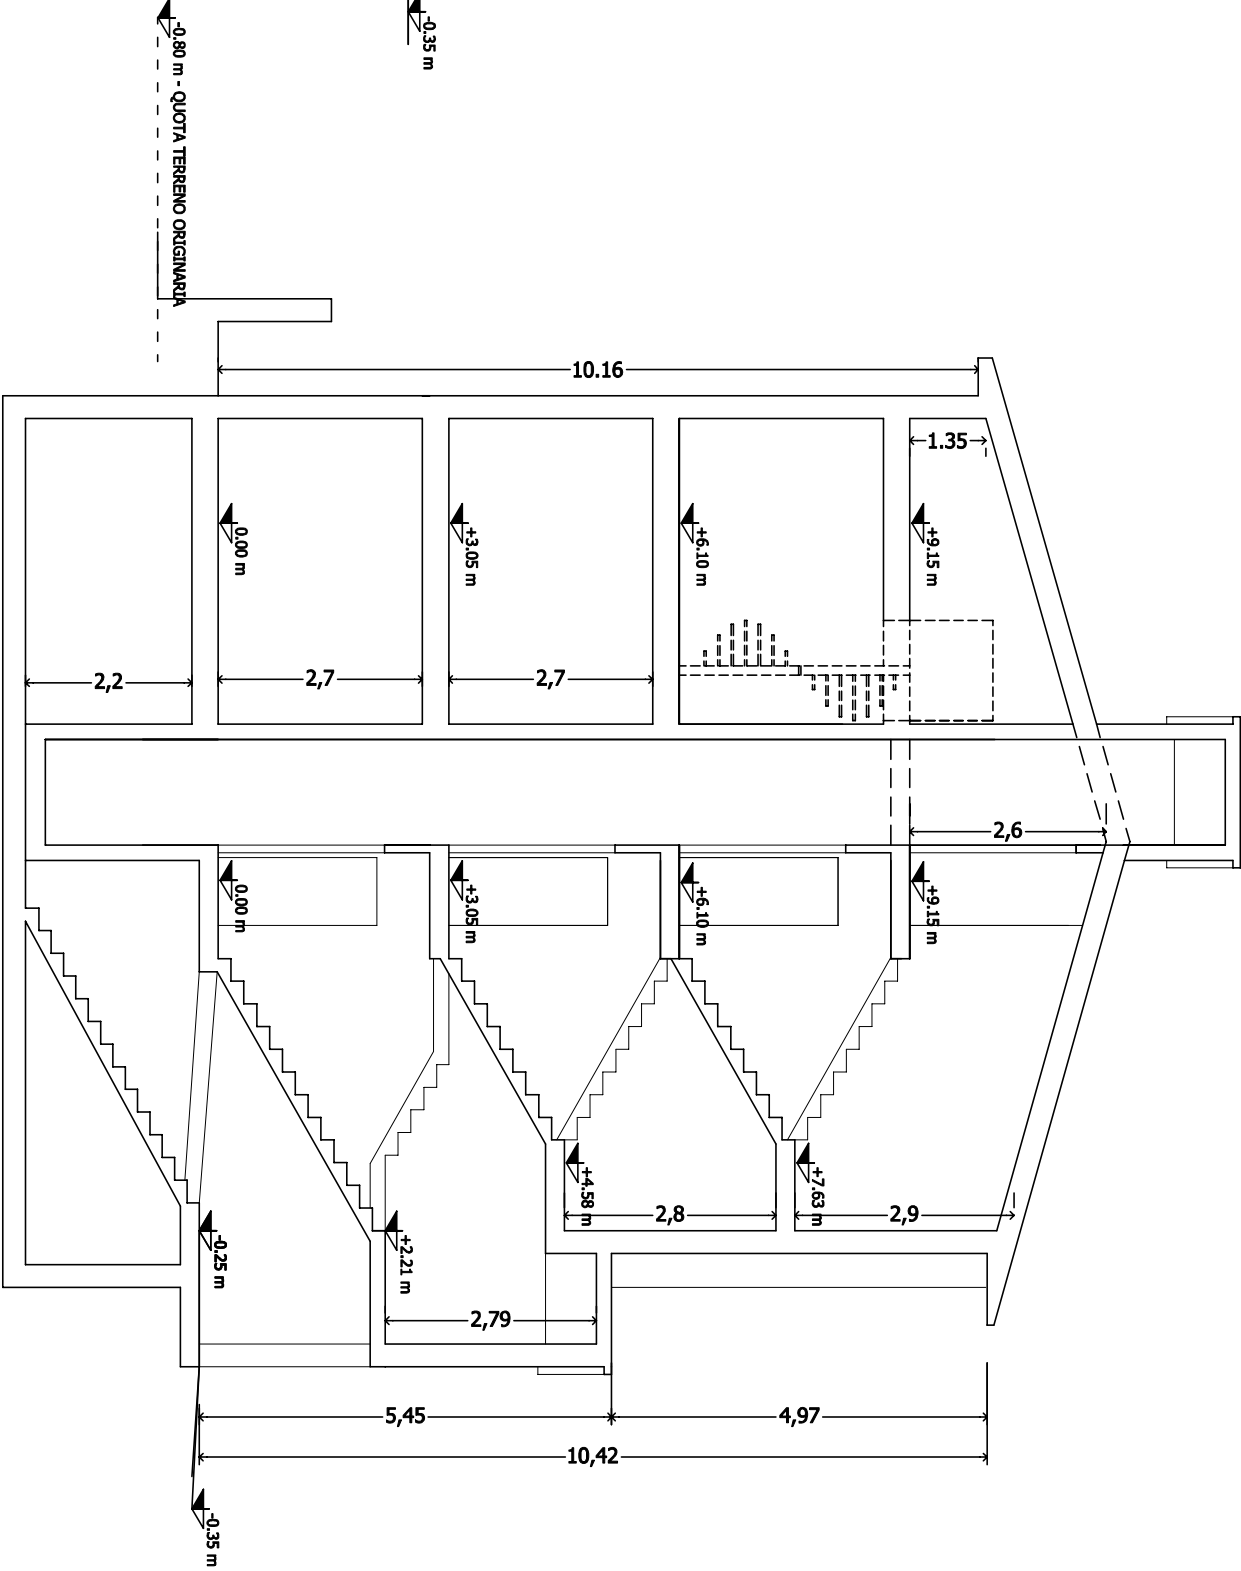 -0.80 m - QUOTA TERRENO ORIGINARIA
-0.35 m
10.16
1.35
0.00 m
+3.05 m
+6.10 m
+9.15 m
2,2
2,7
2,7
2,6
0.00 m
+3.05 m
+6.10 m
+9.15 m
+4.58 m
+7.63 m
2,8
2,9
-0.25 m
+2.21 m
2,79
5,45
4,97
10,42
-0.35 m